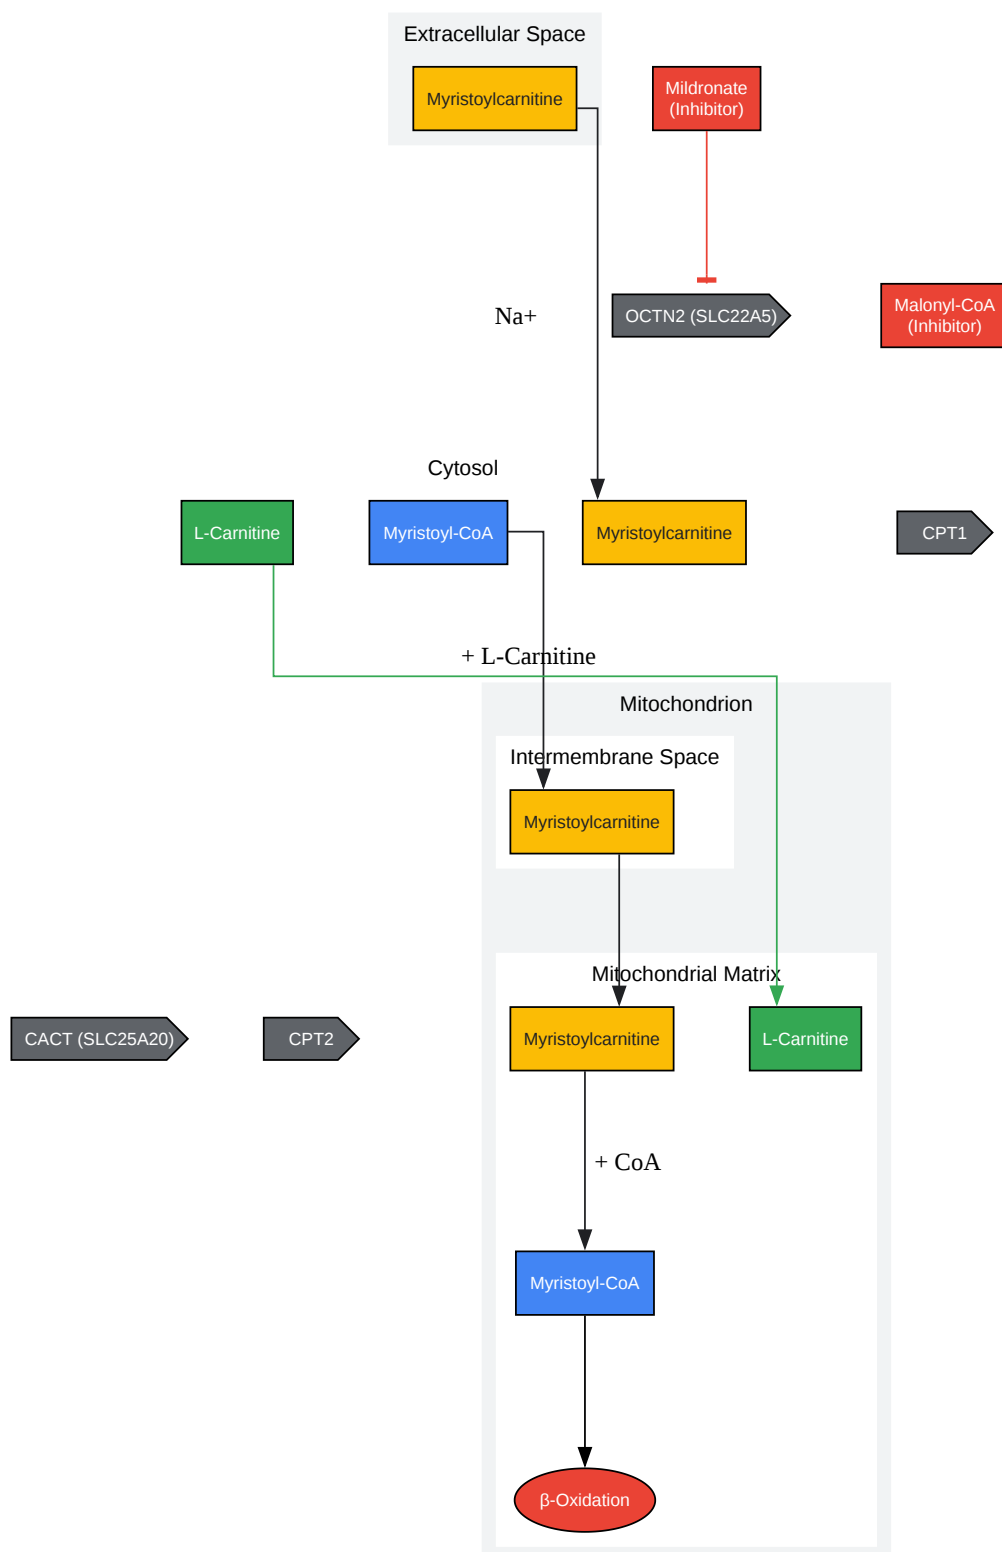 Extracellular Space
Myristoylcarnitine
Mildronate
(Inhibitor)
Na+
OCTN2 (SLC22A5)
Malonyl-CoA
(Inhibitor)
Cytosol
L-Carnitine
Myristoyl-CoA
Myristoylcarnitine
CPT1
+ L-Carnitine
Mitochondrion
Intermembrane Space
Myristoylcarnitine
Mitochondrial Matrix
CACT (SLC25A20)
CPT2
Myristoylcarnitine
L-Carnitine
+ CoA
Myristoyl-CoA
β-Oxidation